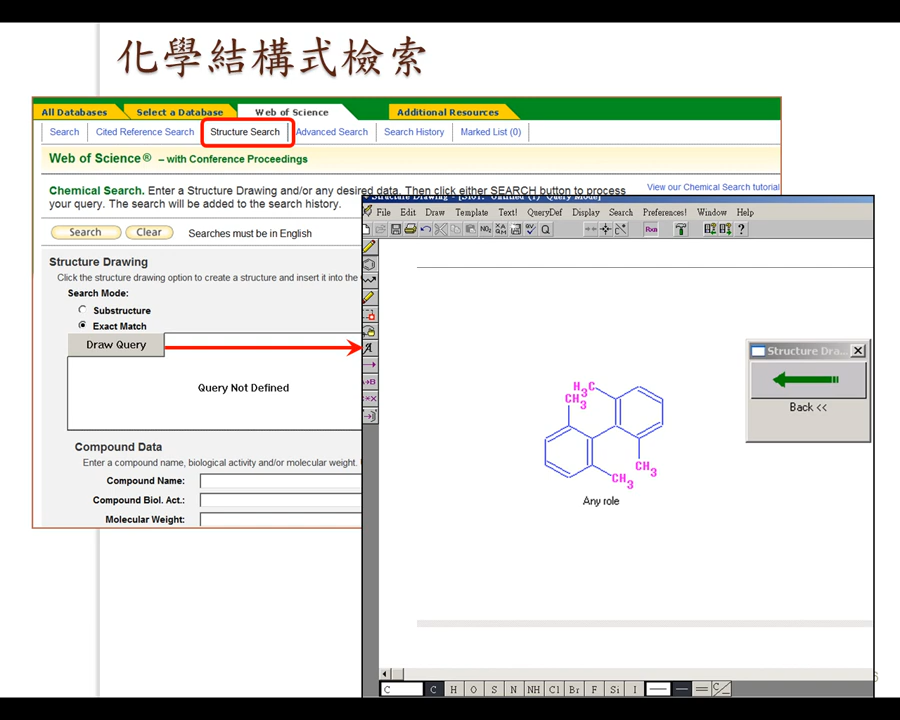 化學結構式檢索
All Databases Select a Database Web of Science Additional Resources
Search Cited Reference Search Structure Search Advanced Search Search History Marked List (0)
Web of Science® – with Conference Proceedings
Chemical Search. Enter a Structure Drawing and/or any desired data. Then click either SEARCH button to process
your query. The search will be added to the search history.
View our Chemical Search tutorial
Search Clear Searches must be in English
Structure Drawing
Click the structure drawing option to create a structure and insert it into the
Search Mode:
Substructure
Exact Match
Draw Query
Query Not Defined
Compound Data
Enter a compound name, biological activity and/or molecular weight.
Compound Name:
Compound Biol. Act.:
Molecular Weight:
File Edit Draw Template Text! QueryDef Display Search Preferences! Window Help
Rxn ?
H3C
CH3
CH3
CH3
Any role
Structure Dra...
Back <<
C C H O S N NH Cl Br F Si I